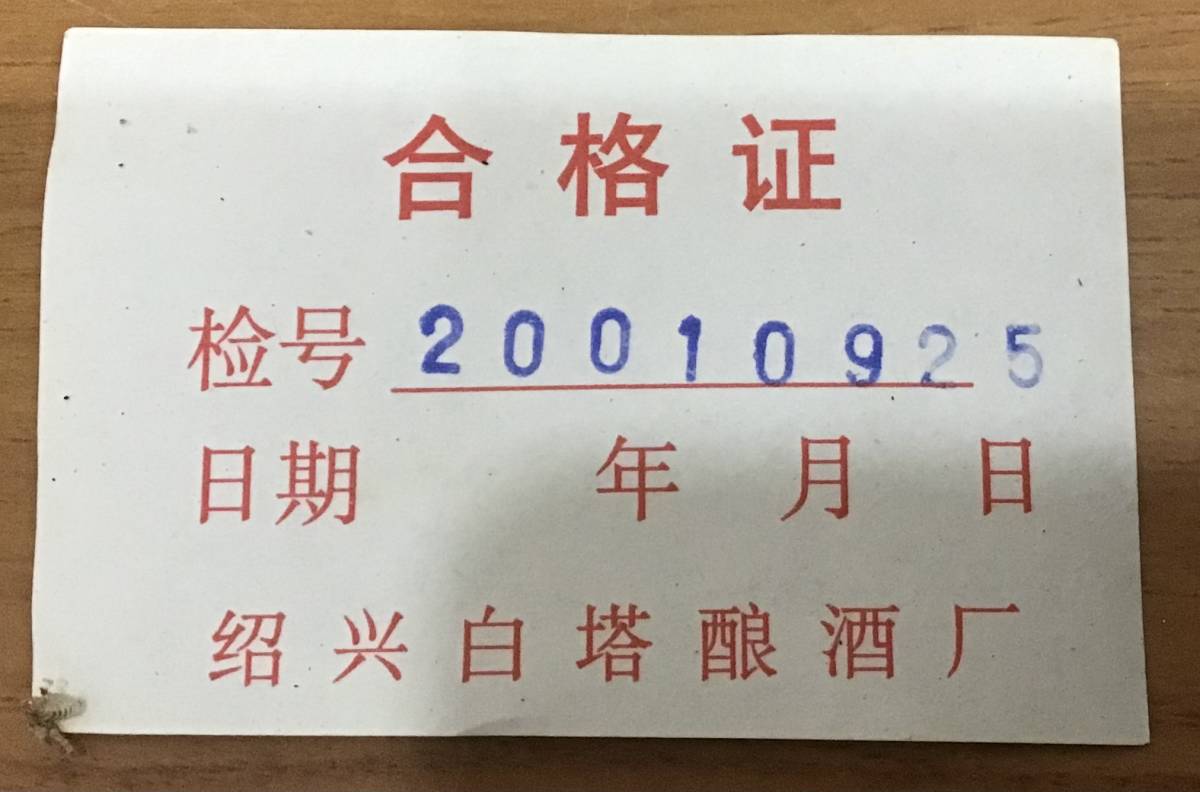 合格证
检号 20010925
日期 年 月 日
绍兴白塔酿酒厂